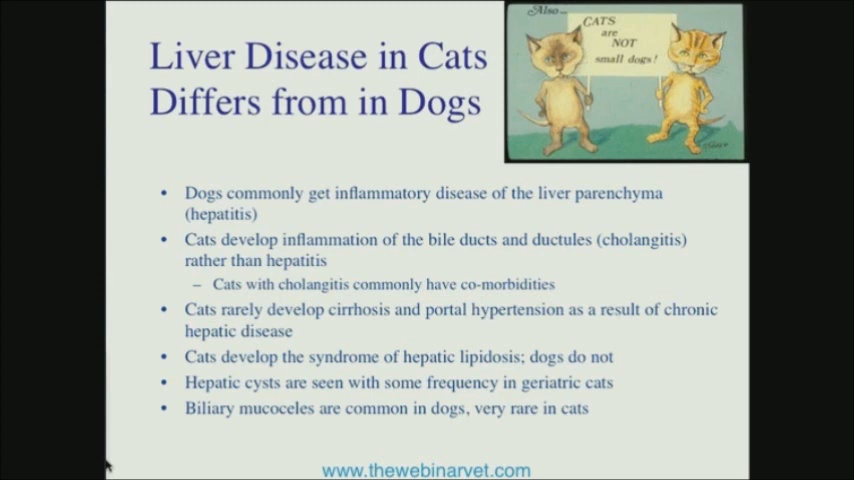 Also...
CATS
are
NOT
small dogs!
Liver Disease in Cats
Differs from in Dogs
• Dogs commonly get inflammatory disease of the liver parenchyma
(hepatitis)
• Cats develop inflammation of the bile ducts and ductules (cholangitis)
rather than hepatitis
– Cats with cholangitis commonly have co-morbidities
• Cats rarely develop cirrhosis and portal hypertension as a result of chronic
hepatic disease
• Cats develop the syndrome of hepatic lipidosis; dogs do not
• Hepatic cysts are seen with some frequency in geriatric cats
• Biliary mucoceles are common in dogs, very rare in cats
www.thewebinarvet.com